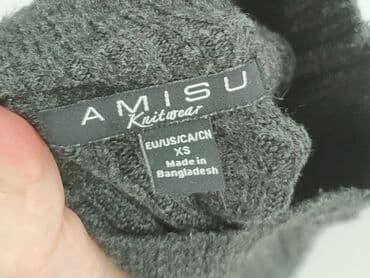 AMISU
Knitwear
EU/US/CA/CN
XS
Made in
Bangladesh